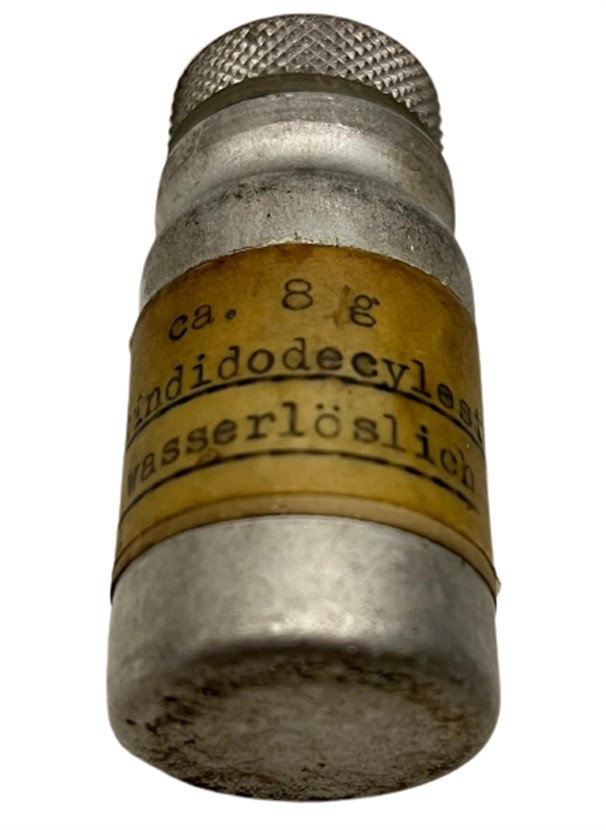 ca. 8 g
indidodecylest
wasserlöslich